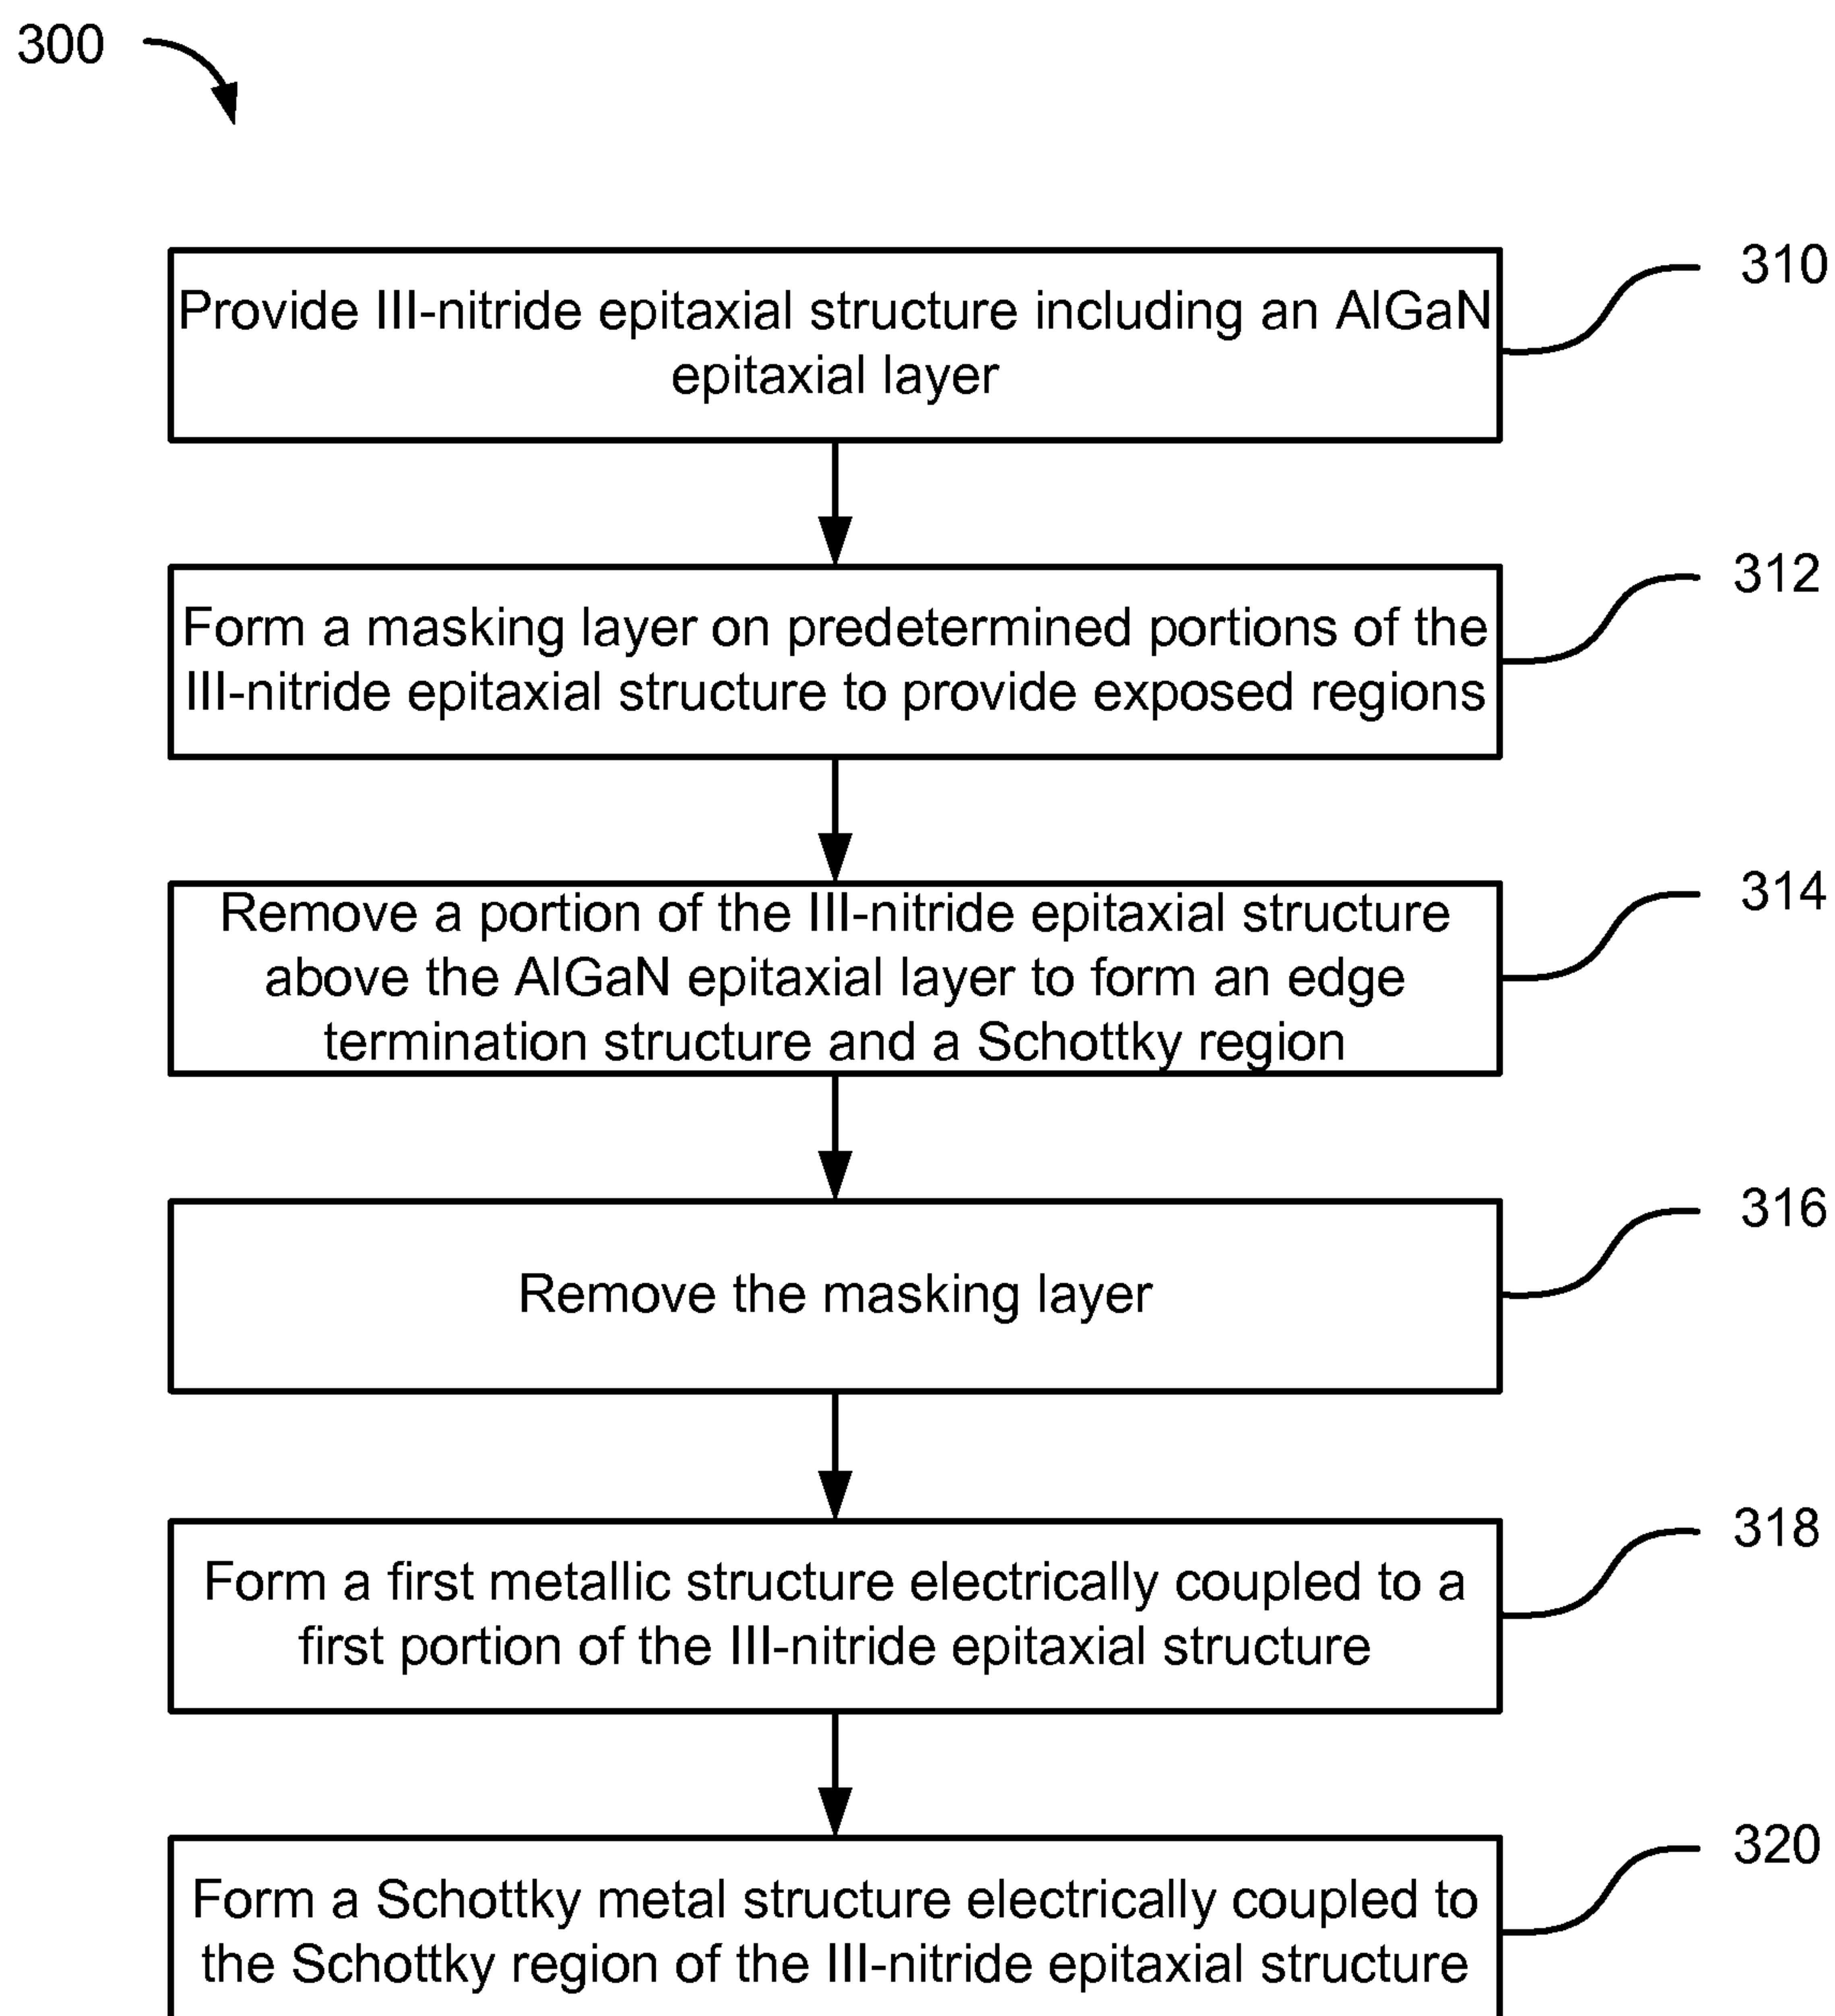 300
310
Provide III-nitride epitaxial structure including an AlGaN
epitaxial layer
312
Form a masking layer on predetermined portions of the
III-nitride epitaxial structure to provide exposed regions
314
Remove a portion of the III-nitride epitaxial structure
above the AlGaN epitaxial layer to form an edge
termination structure and a Schottky region
316
Remove the masking layer
318
Form a first metallic structure electrically coupled to a
first portion of the III-nitride epitaxial structure
320
Form a Schottky metal structure electrically coupled to
the Schottky region of the III-nitride epitaxial structure